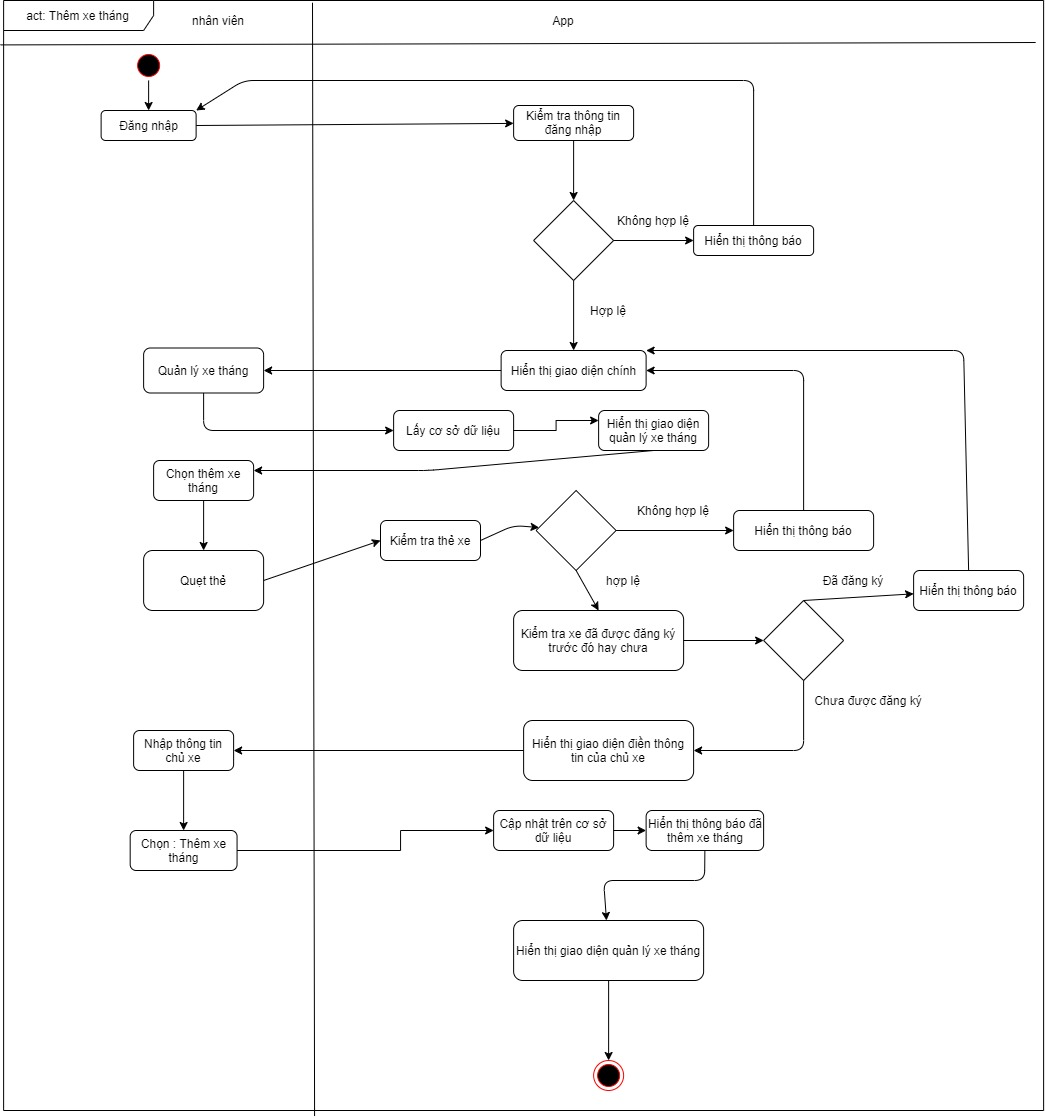 act: Thêm xe tháng
nhân viên
App
Đăng nhập
Kiểm tra thông tin
đăng nhập
Không hợp lệ
Hiển thị thông báo
Hợp lệ
Quản lý xe tháng
Hiển thị giao diện chính
Lấy cơ sở dữ liệu
Hiển thị giao diện
quản lý xe tháng
Chọn thêm xe
tháng
Không hợp lệ
Hiển thị thông báo
Kiểm tra thẻ xe
Quẹt thẻ
hợp lệ
Đã đăng ký
Hiển thị thông báo
Kiểm tra xe đã được đăng ký
trước đó hay chưa
Chưa được đăng ký
Nhập thông tin
chủ xe
Hiển thị giao diện điền thông
tin của chủ xe
Cập nhật trên cơ sở
dữ liệu
Hiển thị thông báo đã
thêm xe tháng
Chọn : Thêm xe
tháng
Hiển thị giao diện quản lý xe tháng